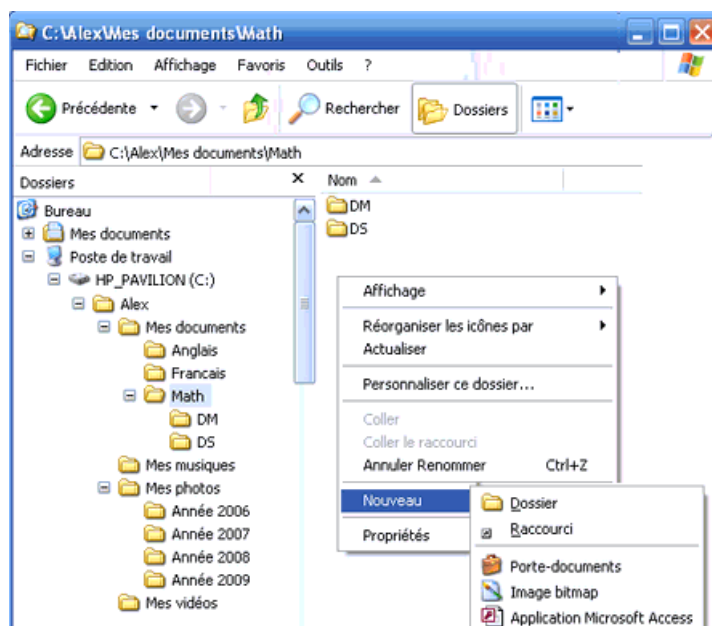 C:\Alex\Mes documents\Math
Fichier Edition Affichage Favoris Outils ?
Précédente Rechercher Dossiers
Adresse C:\Alex\Mes documents\Math
Dossiers
Nom
Bureau
Mes documents
Poste de travail
HP_PAVILION (C:)
Alex
Mes documents
Anglais
Francais
Math
DM
DS
Mes musiques
Mes photos
Année 2006
Année 2007
Année 2008
Année 2009
Mes vidéos
DM
DS
Affichage
Réorganiser les icônes par
Actualiser
Personnaliser ce dossier...
Coller
Coller le raccourci
Annuler Renommer Ctrl+Z
Nouveau
Propriétés
Dossier
Raccourci
Porte-documents
Image bitmap
Application Microsoft Access